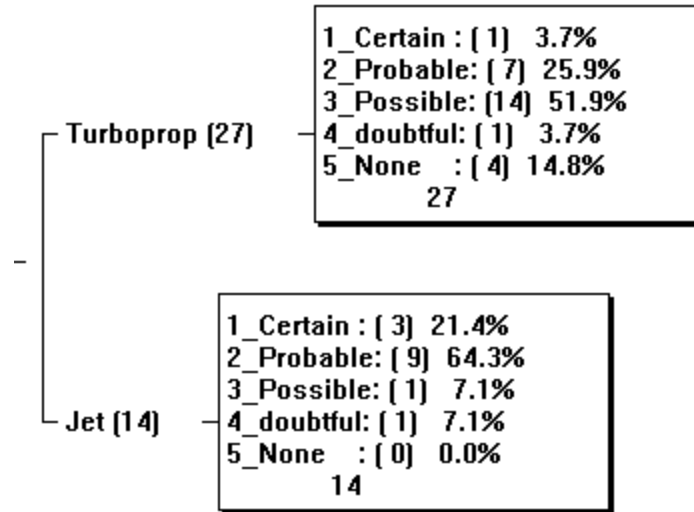 Turboprop (27)
1_Certain : ( 1) 3.7%
2_Probable: ( 7) 25.9%
3_Possible: (14) 51.9%
4_doubtful: ( 1) 3.7%
5_None : ( 4) 14.8%
27
Jet (14)
1_Certain : ( 3) 21.4%
2_Probable: ( 9) 64.3%
3_Possible: ( 1) 7.1%
4_doubtful: ( 1) 7.1%
5_None : ( 0) 0.0%
14